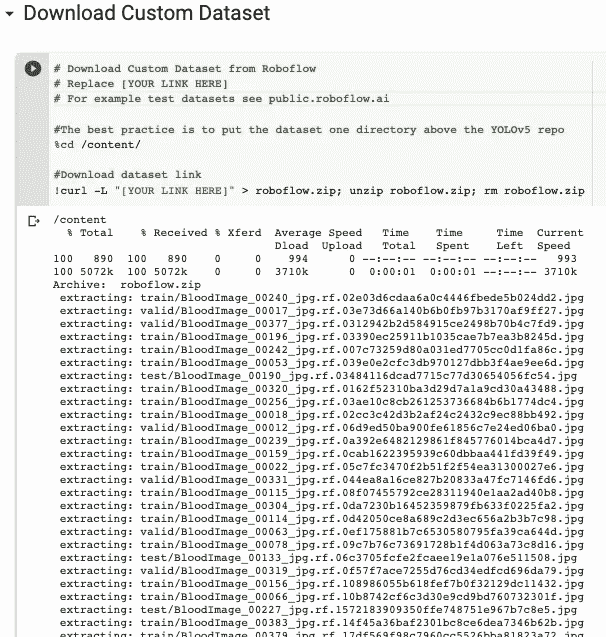 Download Custom Dataset
# Download Custom Dataset from Roboflow
# Replace [YOUR LINK HERE]
# For example test datasets see public.roboflow.ai
#The best practice is to put the dataset one directory above the YOLOv5 repo
%cd /content/
#Download dataset link
!curl -L "[YOUR LINK HERE]" > roboflow.zip; unzip roboflow.zip; rm roboflow.zip
/content
% Total % Received % Xferd Average Speed Time Time Time Current
Dload Upload Total Spent Left Speed
100 890 100 890 0 0 994 0 --:--:-- --:--:-- --:--:-- 993
100 5072k 100 5072k 0 0 3710k 0 0:00:01 0:00:01 --:--:-- 3710k
Archive: roboflow.zip
extracting: train/BloodImage_00240_jpg.rf.02e03d6cdaa6a0c4446fbede5b024dd2.jpg
extracting: valid/BloodImage_00017_jpg.rf.03e73d66a140b6b0fb97b3170af9ff27.jpg
extracting: train/BloodImage_00377_jpg.rf.0312942b2d584915ce2498b70b4c7fd9.jpg
extracting: train/BloodImage_00196_jpg.rf.03390ec25911b1035cae7b7ea3b8245d.jpg
extracting: train/BloodImage_00242_jpg.rf.007c73259d80a031ed7705cc0d1fa86c.jpg
extracting: train/BloodImage_00053_jpg.rf.039e0e2cfc3db970127dbb3f4ae9ee6d.jpg
extracting: test/BloodImage_00190_jpg.rf.03484116dcad7715c77d30654056fc54.jpg
extracting: train/BloodImage_00320_jpg.rf.0162f52310ba3d29d7a1a9cd30a43488.jpg
extracting: train/BloodImage_00256_jpg.rf.03ae10c8cb261253736684b6b1774dc4.jpg
extracting: train/BloodImage_00018_jpg.rf.02cc3c42d3b2af24c2432c9ec88bb492.jpg
extracting: valid/BloodImage_00012_jpg.rf.06d9ed50ba900fe61856c7e24ed06ba0.jpg
extracting: train/BloodImage_00239_jpg.rf.0a392e6482129861f845776014bca4d7.jpg
extracting: train/BloodImage_00159_jpg.rf.0cab1622395939c60dbbaa441fd39f49.jpg
extracting: train/BloodImage_00022_jpg.rf.05c7fc3470f2b51f2f54ea31300027e6.jpg
extracting: valid/BloodImage_00331_jpg.rf.044ea8a16ce827b20833a47fc7146fd6.jpg
extracting: train/BloodImage_00115_jpg.rf.08f07455792ce28311940e1aa2ad40b8.jpg
extracting: train/BloodImage_00304_jpg.rf.0da7230b16452359879fb633f0225fa2.jpg
extracting: train/BloodImage_00114_jpg.rf.0d42050ce8a689c2d3ec656a2b3b7c98.jpg
extracting: valid/BloodImage_00063_jpg.rf.0ef175881b7c6530580795fa39ca644d.jpg
extracting: train/BloodImage_00078_jpg.rf.09c7b76c73691728b1f4d063a73c8d16.jpg
extracting: test/BloodImage_00133_jpg.rf.06c3705fcfe2fcaee19e1a076e511508.jpg
extracting: valid/BloodImage_00319_jpg.rf.0f57f7ace7255d76cd34edfcd696da79.jpg
extracting: train/BloodImage_00156_jpg.rf.108986055b618fef7b0f32129dc11432.jpg
extracting: train/BloodImage_00066_jpg.rf.10b8742cf6c3d30e9cd9bd760732301f.jpg
extracting: test/BloodImage_00227_jpg.rf.1572183909350ffe748751e967b7c8e5.jpg
extracting: train/BloodImage_00383_jpg.rf.14f45a36baf2301bc8ce6dea7346b62b.jpg
extracting: train/BloodImage_00379_jpg.rf.17df569f98c7960cc5526bba81823a72.jpg